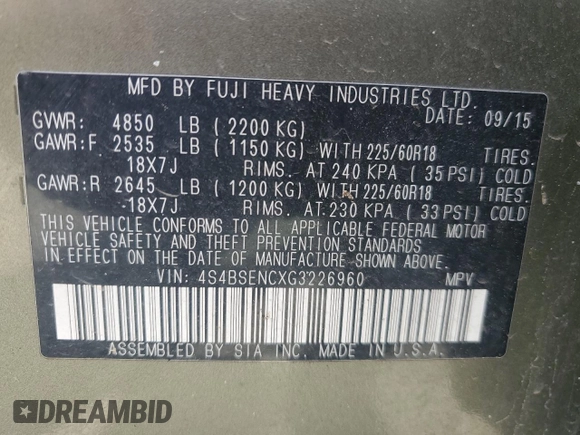 MFD BY FUJI HEAVY INDUSTRIES LTD.
DATE: 09/15
GVWR: 4850 LB (2200 KG)
GAWR:F 2535 LB (1150 KG) WITH 225/60R18 TIRES.
18X7J RIMS. AT 240 KPA (35 PSI) COLD
GAWR:R 2645 LB (1200 KG) WITH 225/60R18 TIRES.
18X7J RIMS. AT 230 KPA (33 PSI) COLD
THIS VEHICLE CONFORMS TO ALL APPLICABLE FEDERAL MOTOR
VEHICLE SAFETY AND THEFT PREVENTION STANDARDS
IN EFFECT ON THE DATE OF MANUFACTURE SHOWN ABOVE.
VIN: 4S4BSENCXG3226960 MPV
ASSEMBLED BY SIA INC. MADE IN U.S.A.
DREAMBID